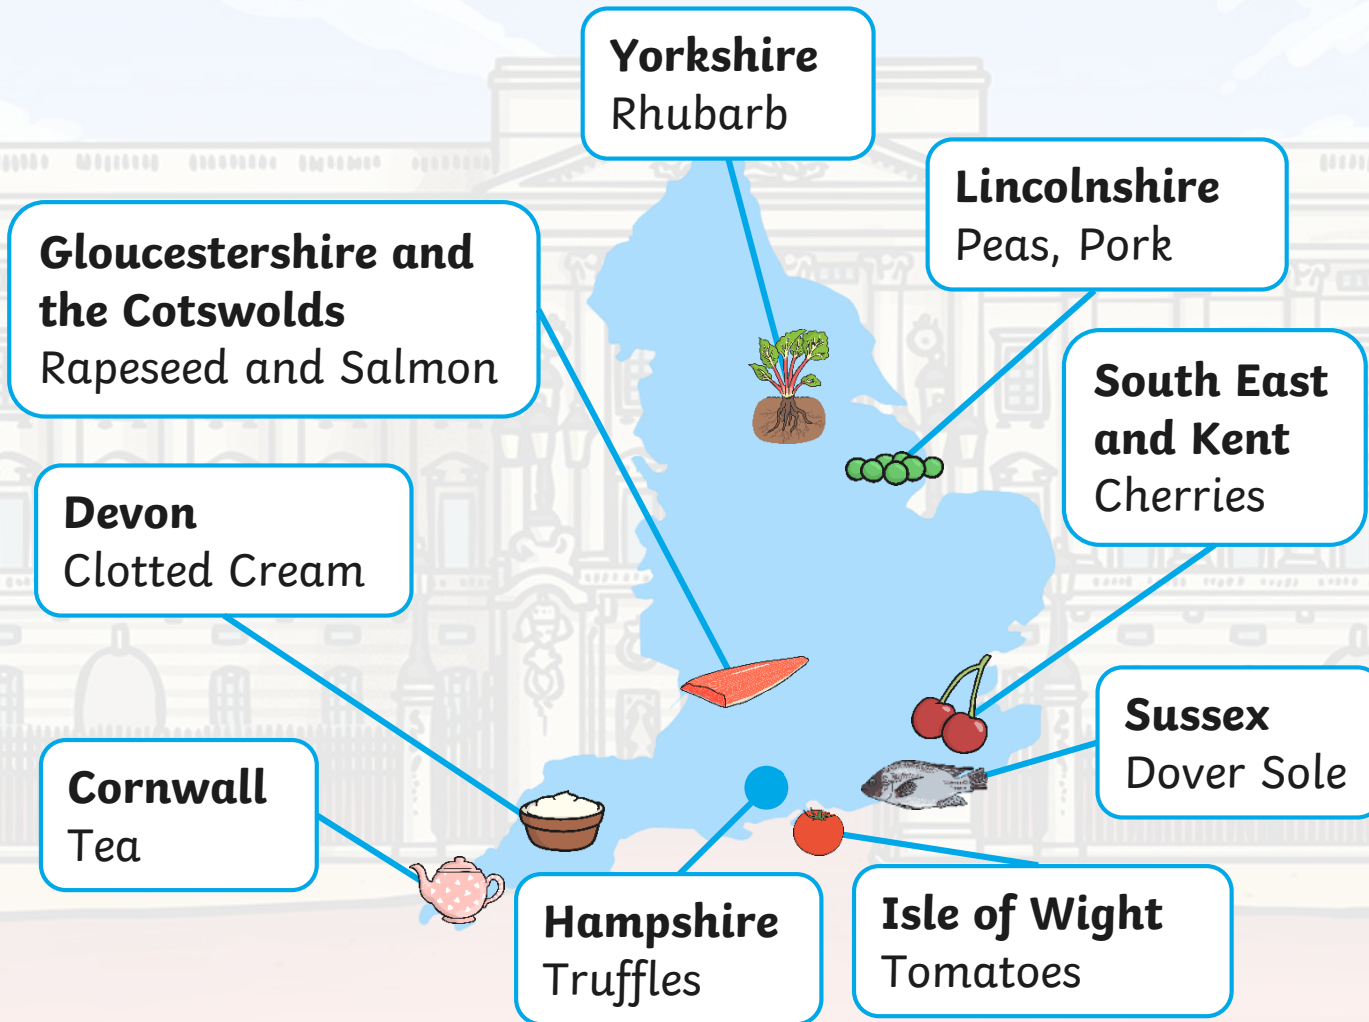 Yorkshire
Rhubarb
Lincolnshire
Peas, Pork
Gloucestershire and
the Cotswolds
Rapeseed and Salmon
South East
and Kent
Cherries
Devon
Clotted Cream
Sussex
Dover Sole
Cornwall
Tea
Hampshire
Truffles
Isle of Wight
Tomatoes